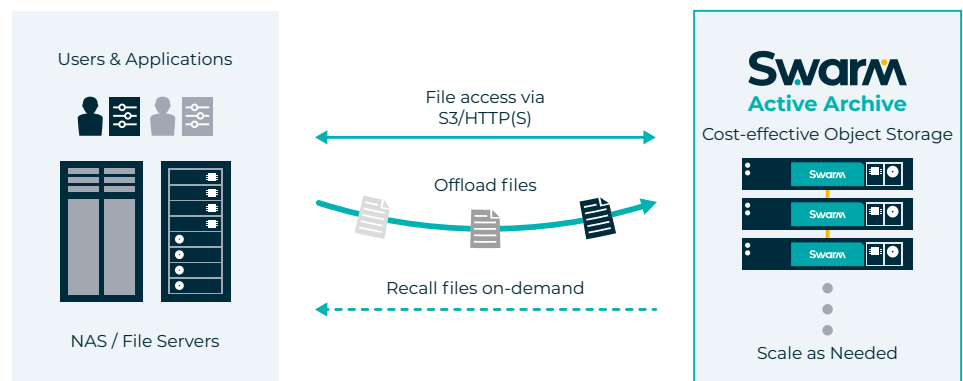 Users & Applications
NAS / File Servers
File access via
S3/HTTP(S)
Offload files
Recall files on-demand
Swarm
Active Archive
Cost-effective Object Storage
Swarm
Swarm
Swarm
Scale as Needed